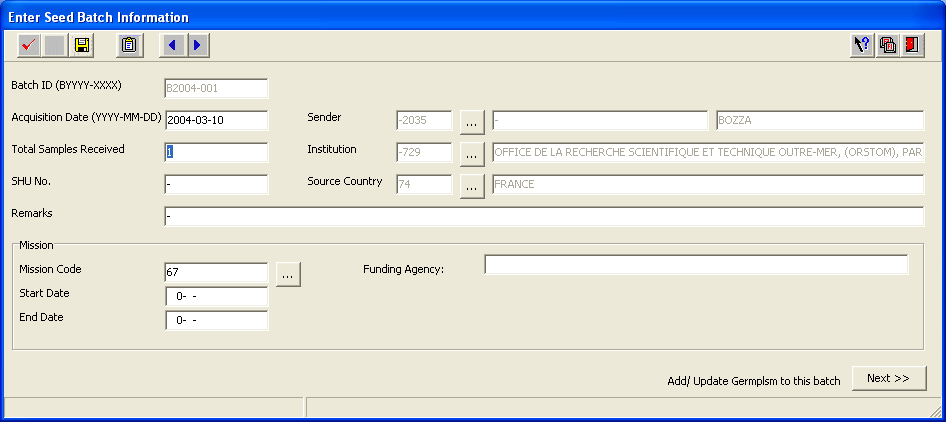 Enter Seed Batch Information
Batch ID (BYYYY-XXXX) B2004-001
Acquisition Date (YYYY-MM-DD) 2004-03-10 Sender -2035 ... - BOZZA
Total Samples Received 1 Institution -729 ... OFFICE DE LA RECHERCHE SCIENTIFIQUE ET TECHNIQUE OUTRE-MER, (ORSTOM), PAR
SHU No. - Source Country 74 ... FRANCE
Remarks -
Mission
Mission Code 67 ... Funding Agency:
Start Date 0- -
End Date 0- -
Add/ Update Germplsm to this batch Next >>